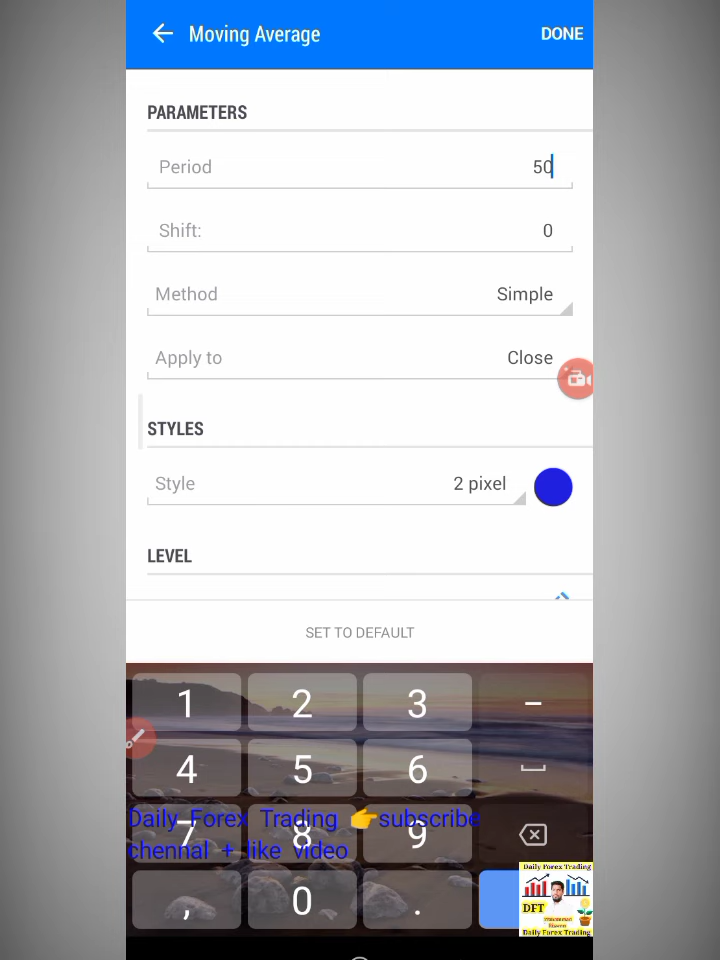 Moving Average DONE
PARAMETERS
Period 50
Shift: 0
Method Simple
Apply to Close
STYLES
Style 2 pixel
LEVEL
SET TO DEFAULT
1 2 3 –
4 5 6
7 8 9
, 0 .
Daily Forex Trading 👉subscribe
chennal + like video
Daily Forex Trading
DFT
Daily Forex Trading